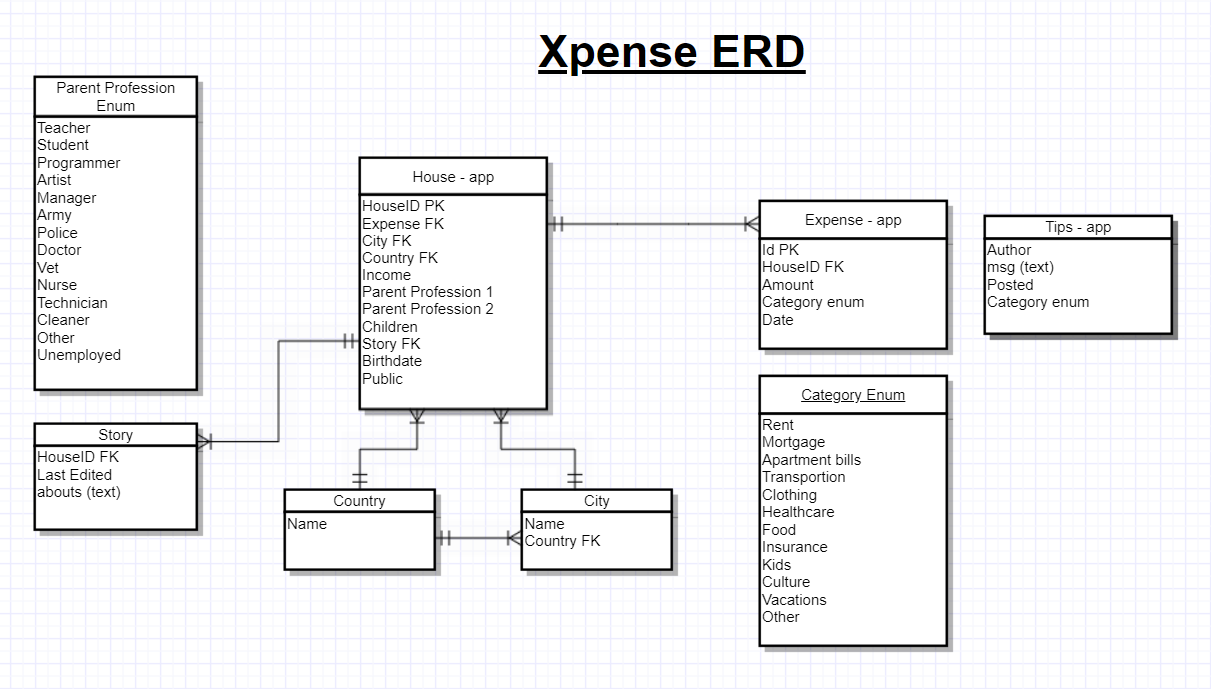 Xpense ERD
Parent Profession
Enum
Teacher
Student
Programmer
Artist
Manager
Army
Police
Doctor
Vet
Nurse
Technician
Cleaner
Other
Unemployed
House - app
HouseID PK
Expense FK
City FK
Country FK
Income
Parent Profession 1
Parent Profession 2
Children
Story FK
Birthdate
Public
Expense - app
Id PK
HouseID FK
Amount
Category enum
Date
Tips - app
Author
msg (text)
Posted
Category enum
Story
HouseID FK
Last Edited
abouts (text)
Country
Name
City
Name
Country FK
Category Enum
Rent
Mortgage
Apartment bills
Transportion
Clothing
Healthcare
Food
Insurance
Kids
Culture
Vacations
Other